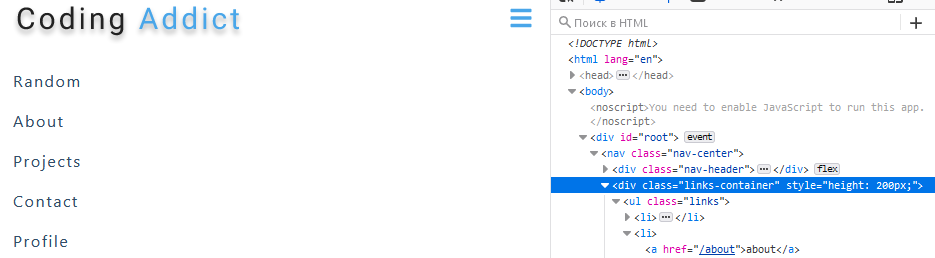 Coding Addict
Random
About
Projects
Contact
Profile
Поиск в HTML
<!DOCTYPE html>
<html lang="en">
<head> ⋯ </head>
<body>
<noscript>You need to enable JavaScript to run this app.
</noscript>
<div id="root"> event
<nav class="nav-center">
<div class="nav-header"> ⋯ </div> flex
<div class="links-container" style="height: 200px;">
<ul class="links">
<li> ⋯ </li>
<li>
<a href="/about">about</a>